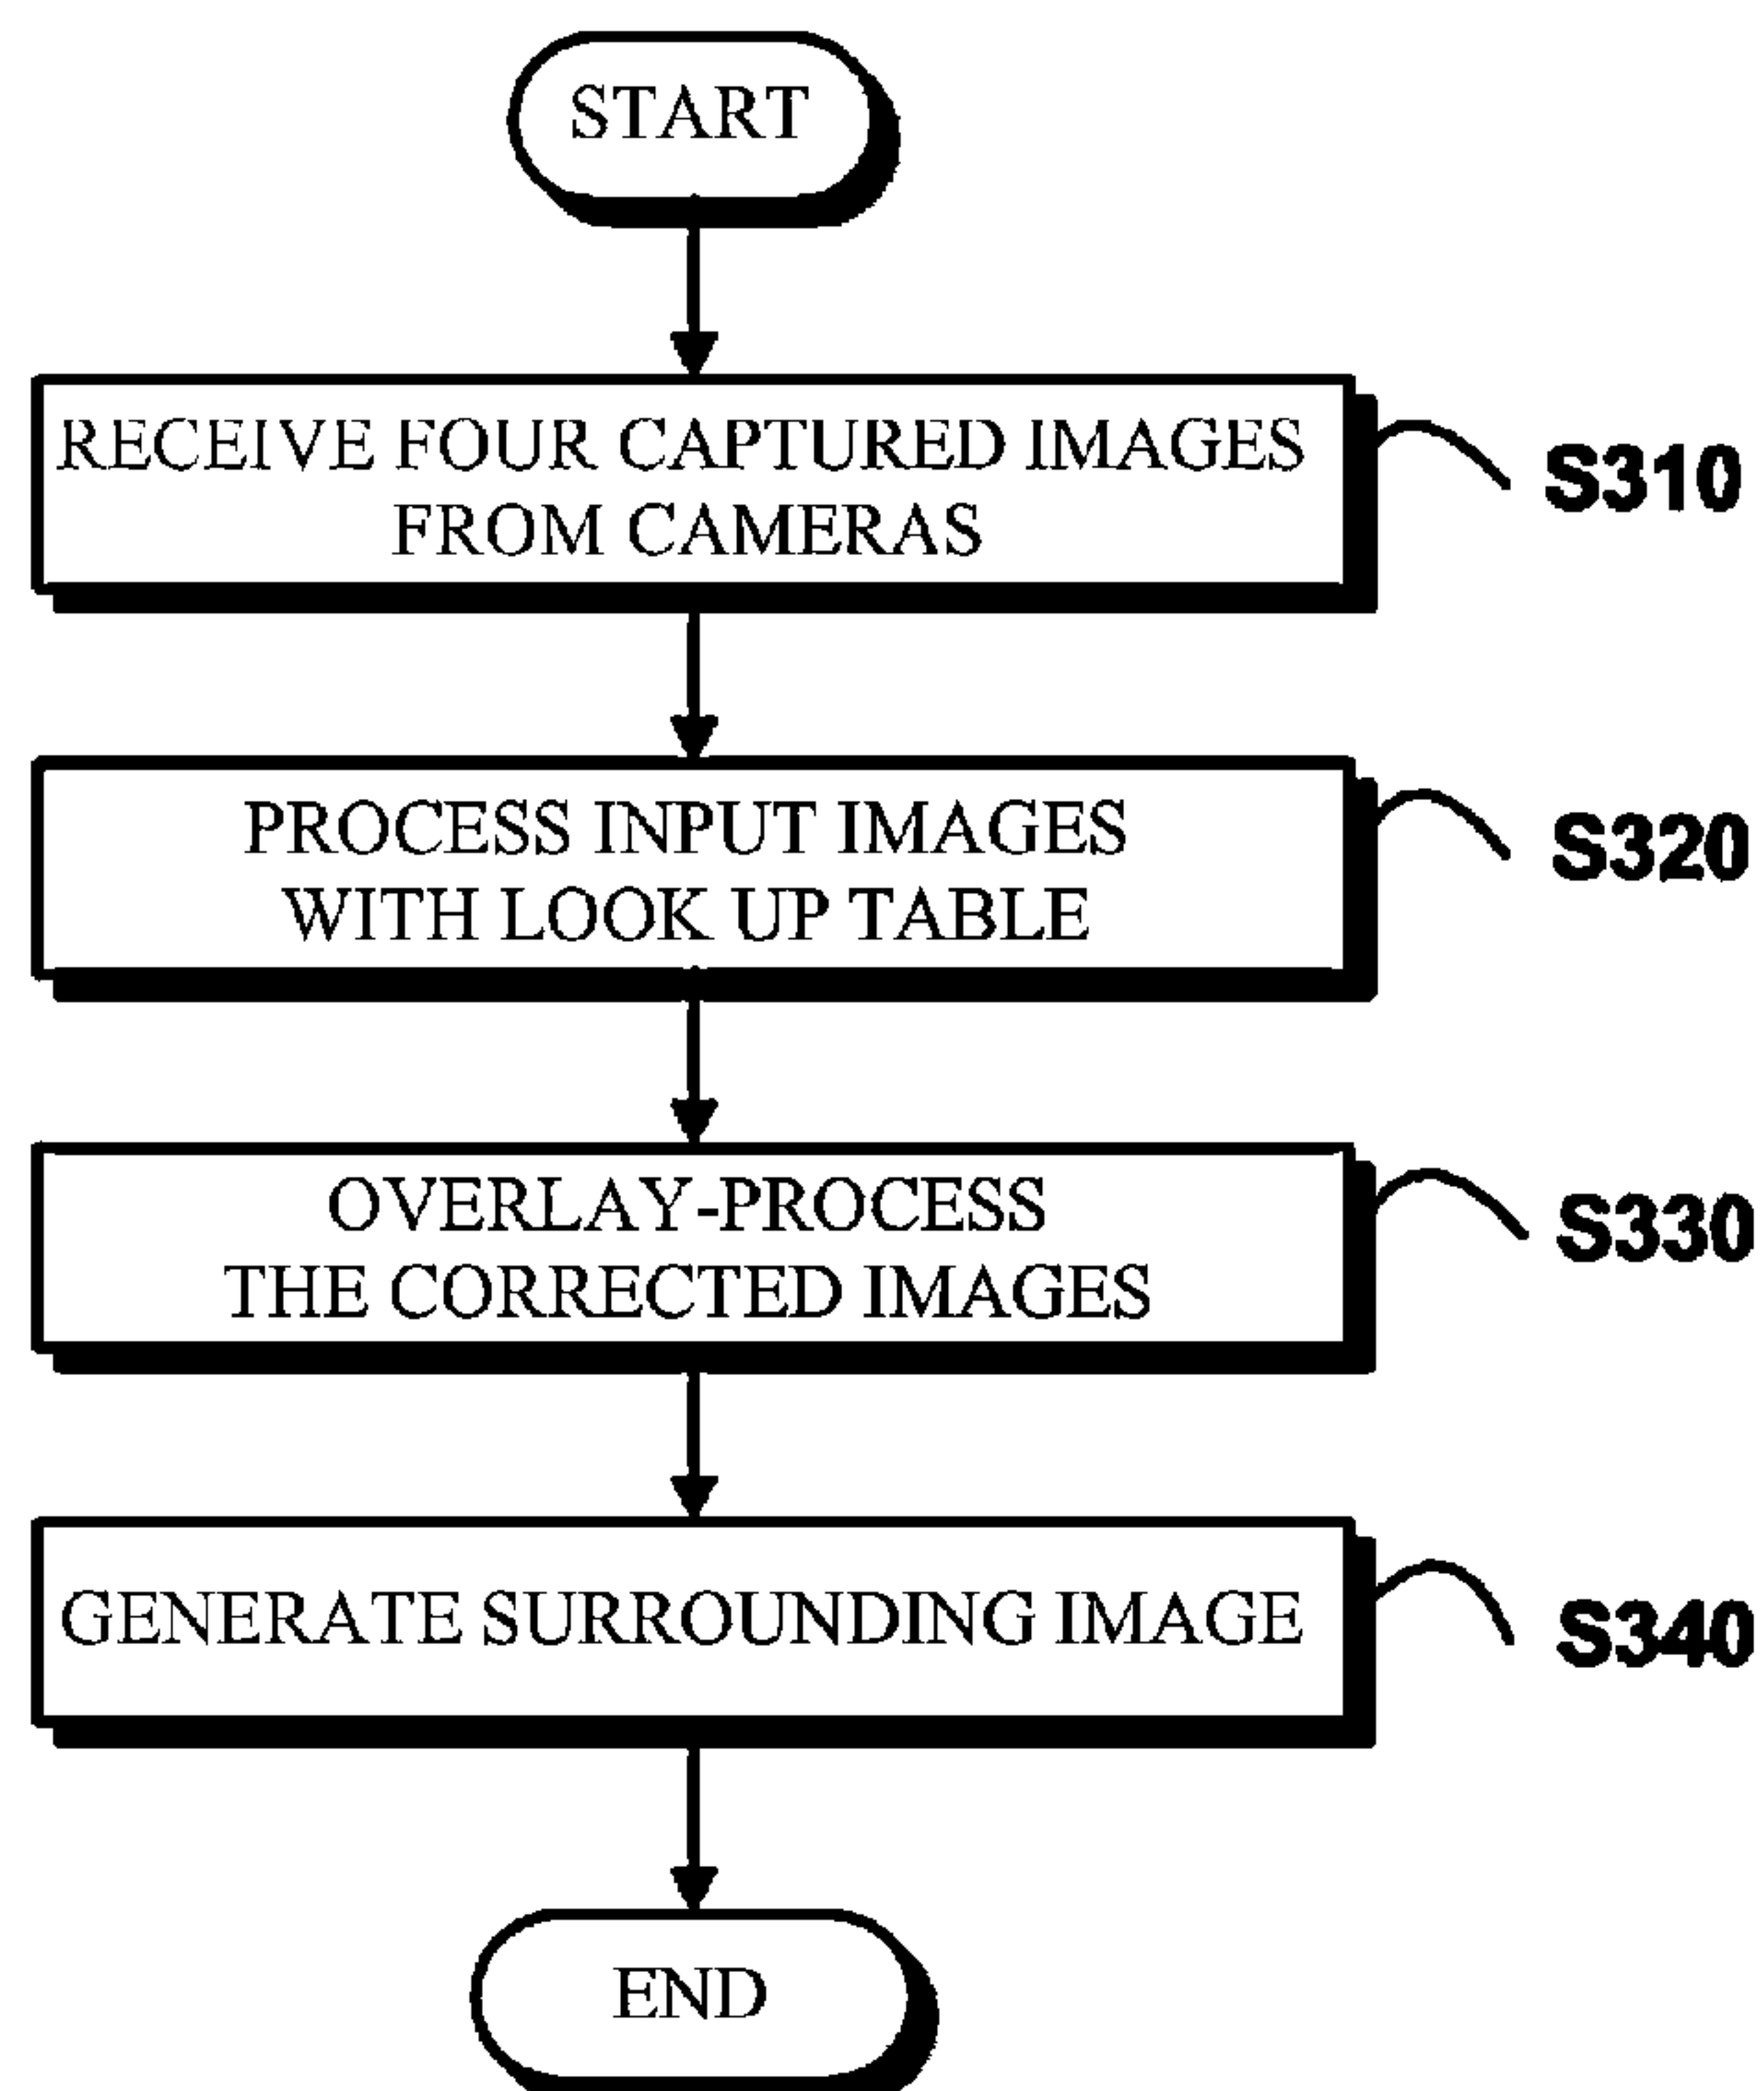 START
RECEIVE FOUR CAPTURED IMAGES
FROM CAMERAS
S310
PROCESS INPUT IMAGES
WITH LOOK UP TABLE
S320
OVERLAY-PROCESS
THE CORRECTED IMAGES
S330
GENERATE SURROUNDING IMAGE
S340
END